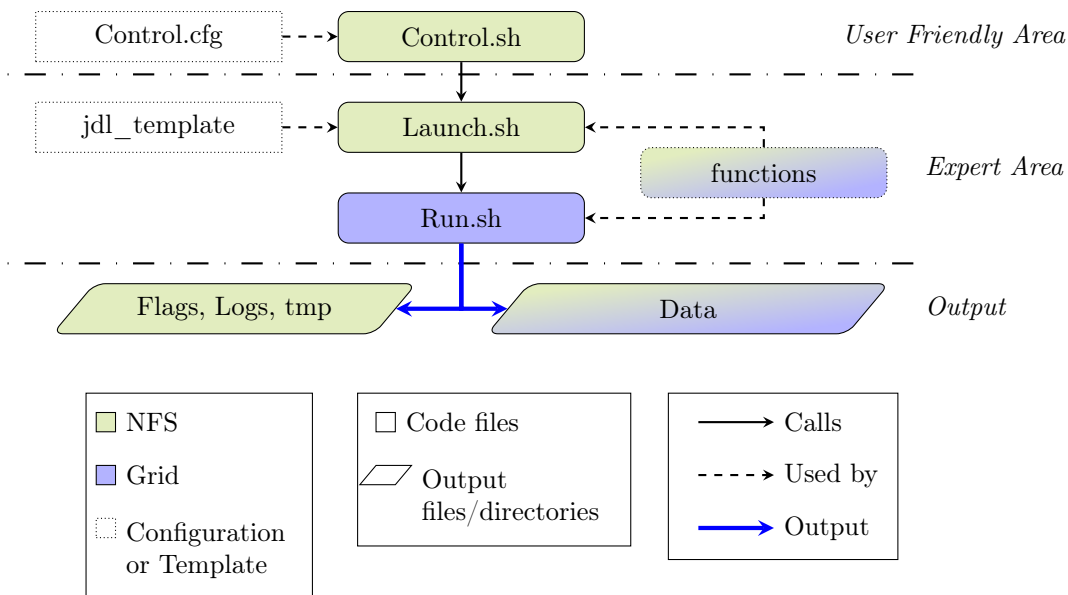 Control.cfg
Control.sh
User Friendly Area
jdl_template
Launch.sh
functions
Expert Area
Run.sh
Flags, Logs, tmp
Data
Output
NFS
Grid
Configuration
or Template
Code files
Output
files/directories
Calls
Used by
Output